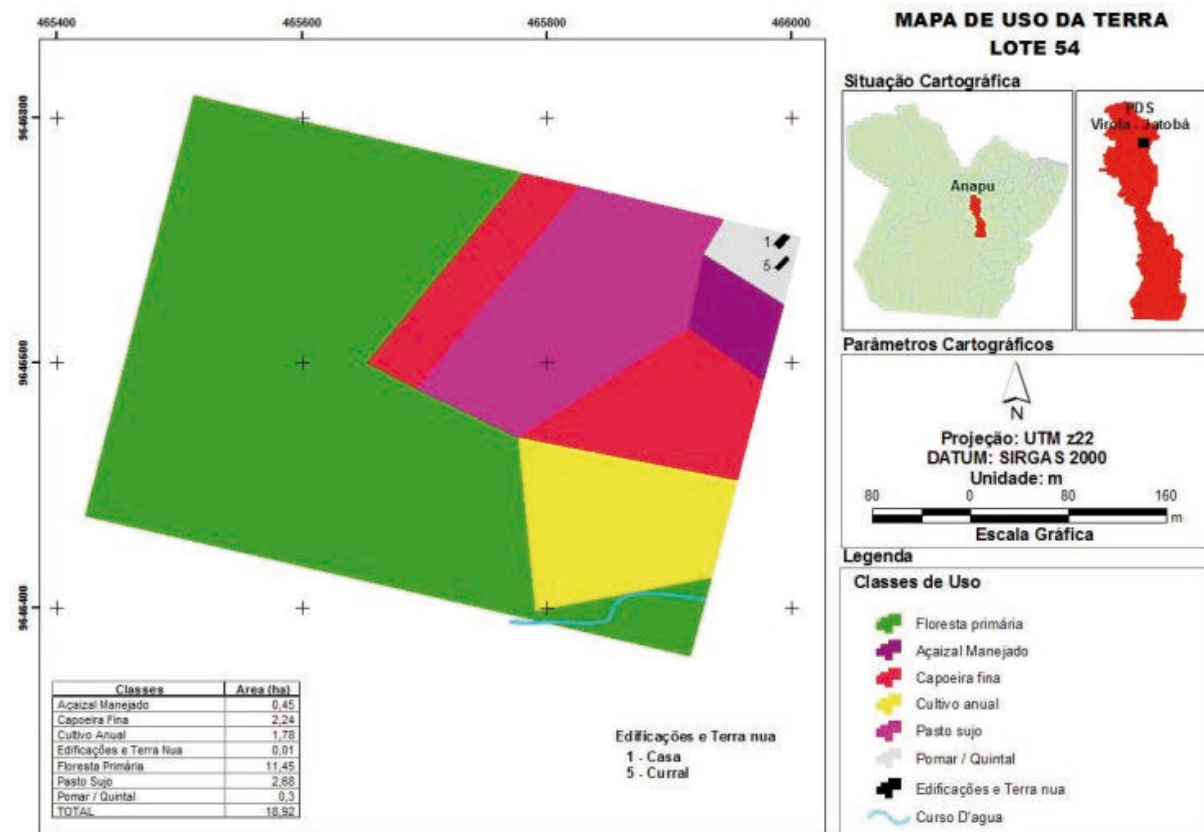 465400 465600 465800 466000
9646800
9646600
9646400
1
5
Classes Area (ha)
Açaizal Manejado 0,45
Capoeira Fina 2,24
Cultivo Anual 1,78
Edificações e Terra Nua 0,01
Floresta Primária 11,45
Pasto Sujo 2,68
Pomar / Quintal 0,3
TOTAL 18,92
Edificações e Terra nua
1 - Casa
5 - Curral
MAPA DE USO DA TERRA
LOTE 54
Situação Cartográfica
Anapu
PDS
Virola - Jatobá
Parâmetros Cartográficos
N
Projeção: UTM z22
DATUM: SIRGAS 2000
Unidade: m
80 0 80 160
m
Escala Gráfica
Legenda
Classes de Uso
Floresta primária
Açaizal Manejado
Capoeira fina
Cultivo anual
Pasto sujo
Pomar / Quintal
Edificações e Terra nua
Curso D'agua